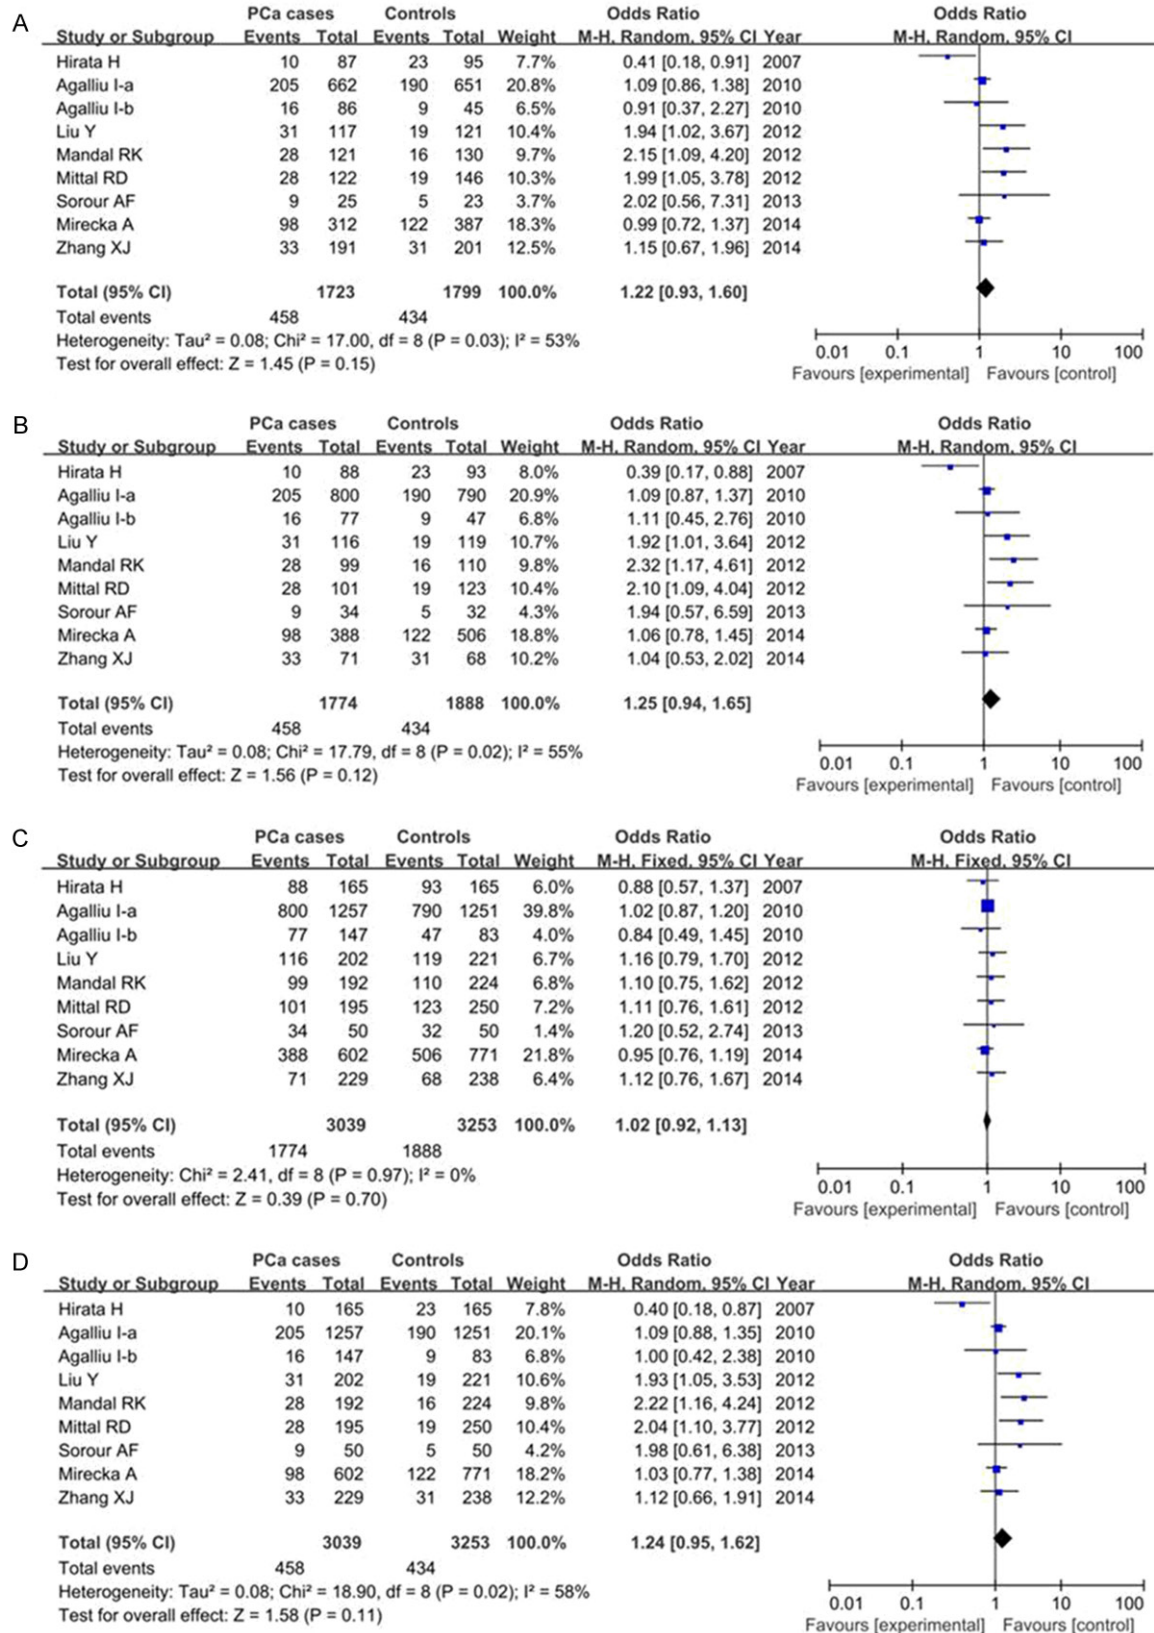 A
PCa cases Controls Odds Ratio Odds Ratio
Study or Subgroup Events Total Events Total Weight M-H, Random, 95% CI Year M-H, Random, 95% CI
Hirata H 10 87 23 95 7.7% 0.41 [0.18, 0.91] 2007
Agalliu I-a 205 662 190 651 20.8% 1.09 [0.86, 1.38] 2010
Agalliu I-b 16 86 9 45 6.5% 0.91 [0.37, 2.27] 2010
Liu Y 31 117 19 121 10.4% 1.94 [1.02, 3.67] 2012
Mandal RK 28 121 16 130 9.7% 2.15 [1.09, 4.20] 2012
Mittal RD 28 122 19 146 10.3% 1.99 [1.05, 3.78] 2012
Sorour AF 9 25 5 23 3.7% 2.02 [0.56, 7.31] 2013
Mirecka A 98 312 122 387 18.3% 0.99 [0.72, 1.37] 2014
Zhang XJ 33 191 31 201 12.5% 1.15 [0.67, 1.96] 2014
Total (95% CI) 1723 1799 100.0% 1.22 [0.93, 1.60]
Total events 458 434
Heterogeneity: Tau² = 0.08; Chi² = 17.00, df = 8 (P = 0.03); I² = 53%
Test for overall effect: Z = 1.45 (P = 0.15)
0.01 0.1 1 10 100
Favours [experimental] Favours [control]
B
PCa cases Controls Odds Ratio Odds Ratio
Study or Subgroup Events Total Events Total Weight M-H, Random, 95% CI Year M-H, Random, 95% CI
Hirata H 10 88 23 93 8.0% 0.39 [0.17, 0.88] 2007
Agalliu I-a 205 800 190 790 20.9% 1.09 [0.87, 1.37] 2010
Agalliu I-b 16 77 9 47 6.8% 1.11 [0.45, 2.76] 2010
Liu Y 31 116 19 119 10.7% 1.92 [1.01, 3.64] 2012
Mandal RK 28 99 16 110 9.8% 2.32 [1.17, 4.61] 2012
Mittal RD 28 101 19 123 10.4% 2.10 [1.09, 4.04] 2012
Sorour AF 9 34 5 32 4.3% 1.94 [0.57, 6.59] 2013
Mirecka A 98 388 122 506 18.8% 1.06 [0.78, 1.45] 2014
Zhang XJ 33 71 31 68 10.2% 1.04 [0.53, 2.02] 2014
Total (95% CI) 1774 1888 100.0% 1.25 [0.94, 1.65]
Total events 458 434
Heterogeneity: Tau² = 0.08; Chi² = 17.79, df = 8 (P = 0.02); I² = 55%
Test for overall effect: Z = 1.56 (P = 0.12)
0.01 0.1 1 10 100
Favours [experimental] Favours [control]
C
PCa cases Controls Odds Ratio Odds Ratio
Study or Subgroup Events Total Events Total Weight M-H, Fixed, 95% CI Year M-H, Fixed, 95% CI
Hirata H 88 165 93 165 6.0% 0.88 [0.57, 1.37] 2007
Agalliu I-a 800 1257 790 1251 39.8% 1.02 [0.87, 1.20] 2010
Agalliu I-b 77 147 47 83 4.0% 0.84 [0.49, 1.45] 2010
Liu Y 116 202 119 221 6.7% 1.16 [0.79, 1.70] 2012
Mandal RK 99 192 110 224 6.8% 1.10 [0.75, 1.62] 2012
Mittal RD 101 195 123 250 7.2% 1.11 [0.76, 1.61] 2012
Sorour AF 34 50 32 50 1.4% 1.20 [0.52, 2.74] 2013
Mirecka A 388 602 506 771 21.8% 0.95 [0.76, 1.19] 2014
Zhang XJ 71 229 68 238 6.4% 1.12 [0.76, 1.67] 2014
Total (95% CI) 3039 3253 100.0% 1.02 [0.92, 1.13]
Total events 1774 1888
Heterogeneity: Chi² = 2.41, df = 8 (P = 0.97); I² = 0%
Test for overall effect: Z = 0.39 (P = 0.70)
0.01 0.1 1 10 100
Favours [experimental] Favours [control]
D
PCa cases Controls Odds Ratio Odds Ratio
Study or Subgroup Events Total Events Total Weight M-H, Random, 95% CI Year M-H, Random, 95% CI
Hirata H 10 165 23 165 7.8% 0.40 [0.18, 0.87] 2007
Agalliu I-a 205 1257 190 1251 20.1% 1.09 [0.88, 1.35] 2010
Agalliu I-b 16 147 9 83 6.8% 1.00 [0.42, 2.38] 2010
Liu Y 31 202 19 221 10.6% 1.93 [1.05, 3.53] 2012
Mandal RK 28 192 16 224 9.8% 2.22 [1.16, 4.24] 2012
Mittal RD 28 195 19 250 10.4% 2.04 [1.10, 3.77] 2012
Sorour AF 9 50 5 50 4.2% 1.98 [0.61, 6.38] 2013
Mirecka A 98 602 122 771 18.2% 1.03 [0.77, 1.38] 2014
Zhang XJ 33 229 31 238 12.2% 1.12 [0.66, 1.91] 2014
Total (95% CI) 3039 3253 100.0% 1.24 [0.95, 1.62]
Total events 458 434
Heterogeneity: Tau² = 0.08; Chi² = 18.90, df = 8 (P = 0.02); I² = 58%
Test for overall effect: Z = 1.58 (P = 0.11)
0.01 0.1 1 10 100
Favours [experimental] Favours [control]